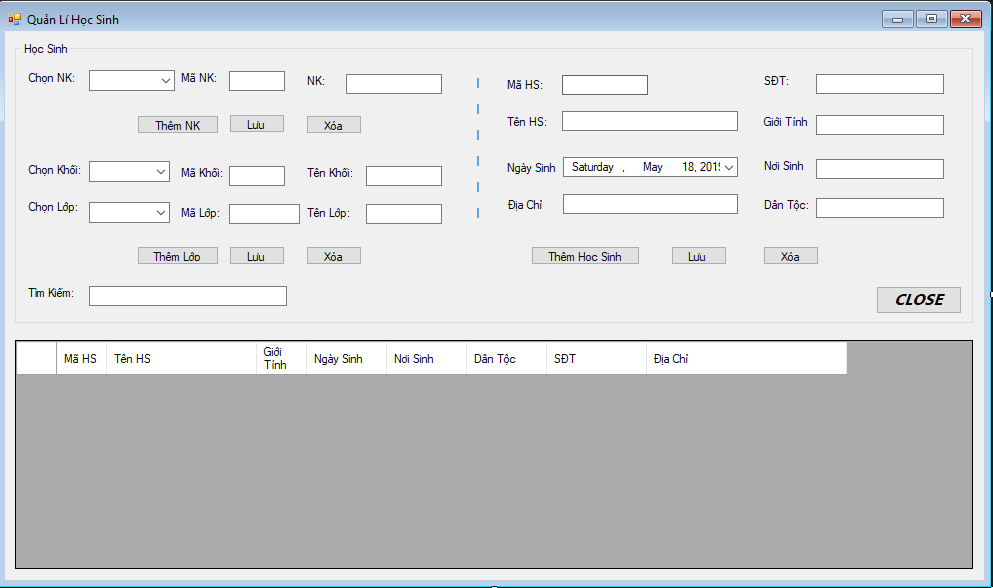 Quản Lí Học Sinh
Học Sinh
Chọn NK: Mã NK: NK:
Thêm NK Lưu Xóa
Chọn Khối: Mã Khối: Tên Khối:
Chọn Lớp: Mã Lớp: Tên Lớp:
Thêm Lớp Lưu Xóa
Tìm Kiếm:
Mã HS: SĐT:
Tên HS: Giới Tính
Ngày Sinh Saturday , May 18, 2019 Nơi Sinh
Địa Chỉ Dân Tộc:
Thêm Học Sinh Lưu Xóa
CLOSE
Mã HS Tên HS Giới Tính Ngày Sinh Nơi Sinh Dân Tộc SĐT Địa Chỉ